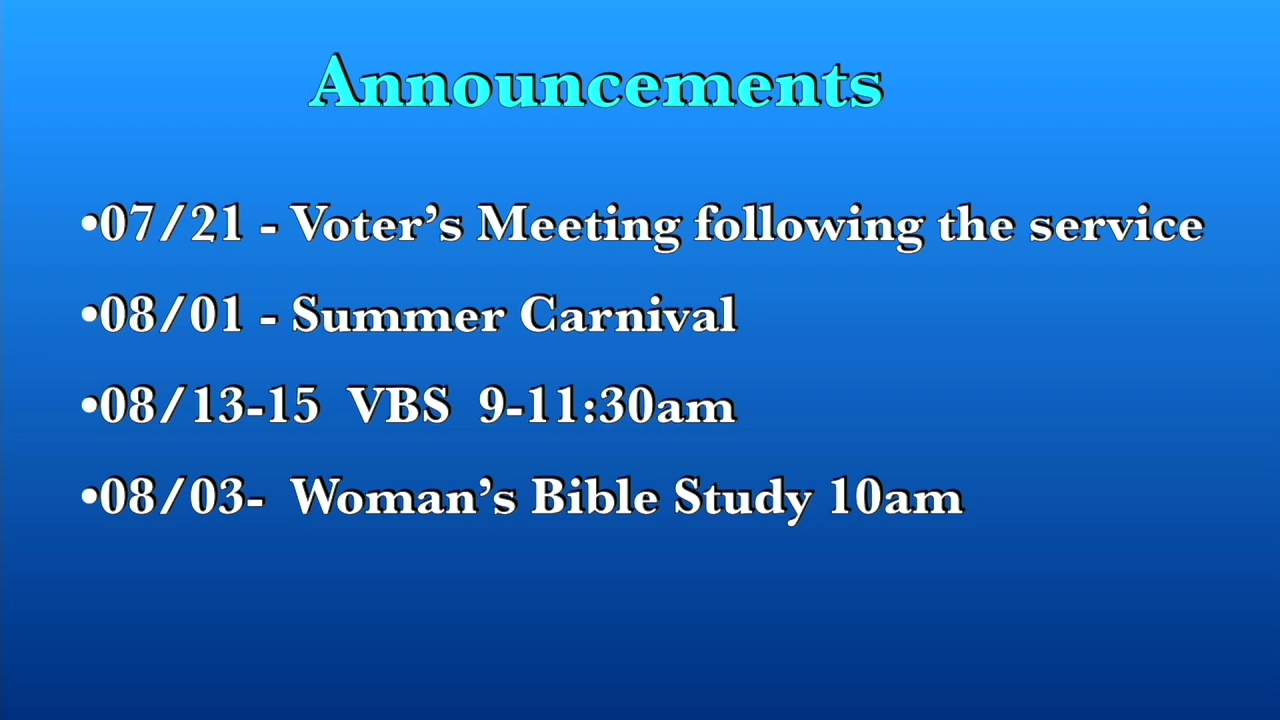 Announcements
•07/21 - Voter’s Meeting following the service
•08/01 - Summer Carnival
•08/13-15  VBS  9-11:30am
•08/03-  Woman’s Bible Study 10am